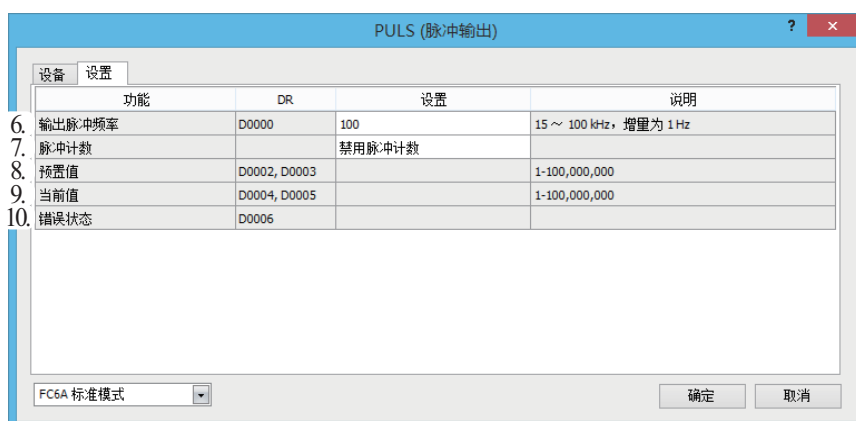 PULS (脉冲输出) ? ×
设备 设置
功能 DR 设置 说明
6. 输出脉冲频率 D0000 100 15～ 100 kHz，增量为 1 Hz
7. 脉冲计数 禁用脉冲计数
8. 预置值 D0002, D0003 1-100,000,000
9. 当前值 D0004, D0005 1-100,000,000
10. 错误状态 D0006
FC6A 标准模式 确定 取消